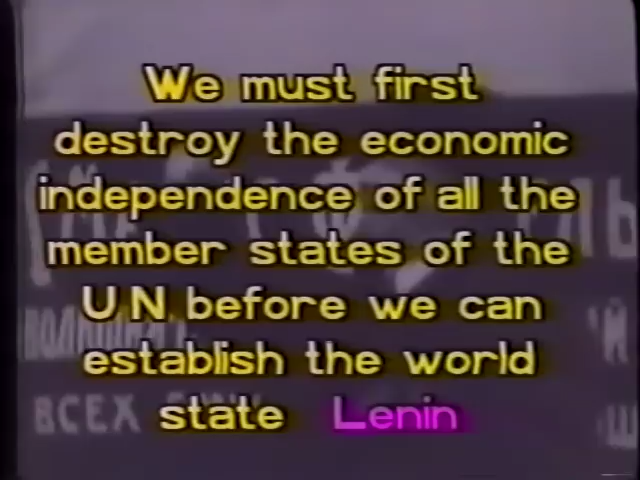 We must first
destroy the economic
independence of all the
member states of the
UN before we can
establish the world
state Lenin
ВСЕХ